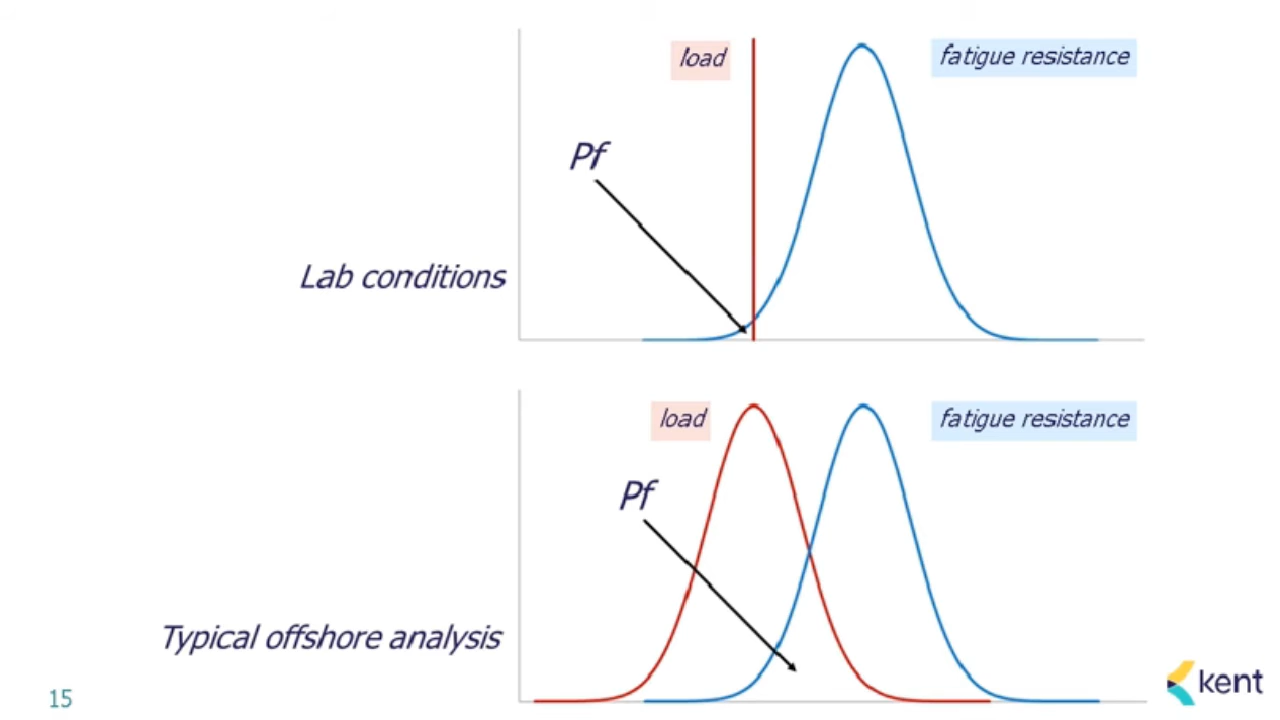 load
fatigue resistance
Pf
Lab conditions
load
fatigue resistance
Pf
Typical offshore analysis
15
kent